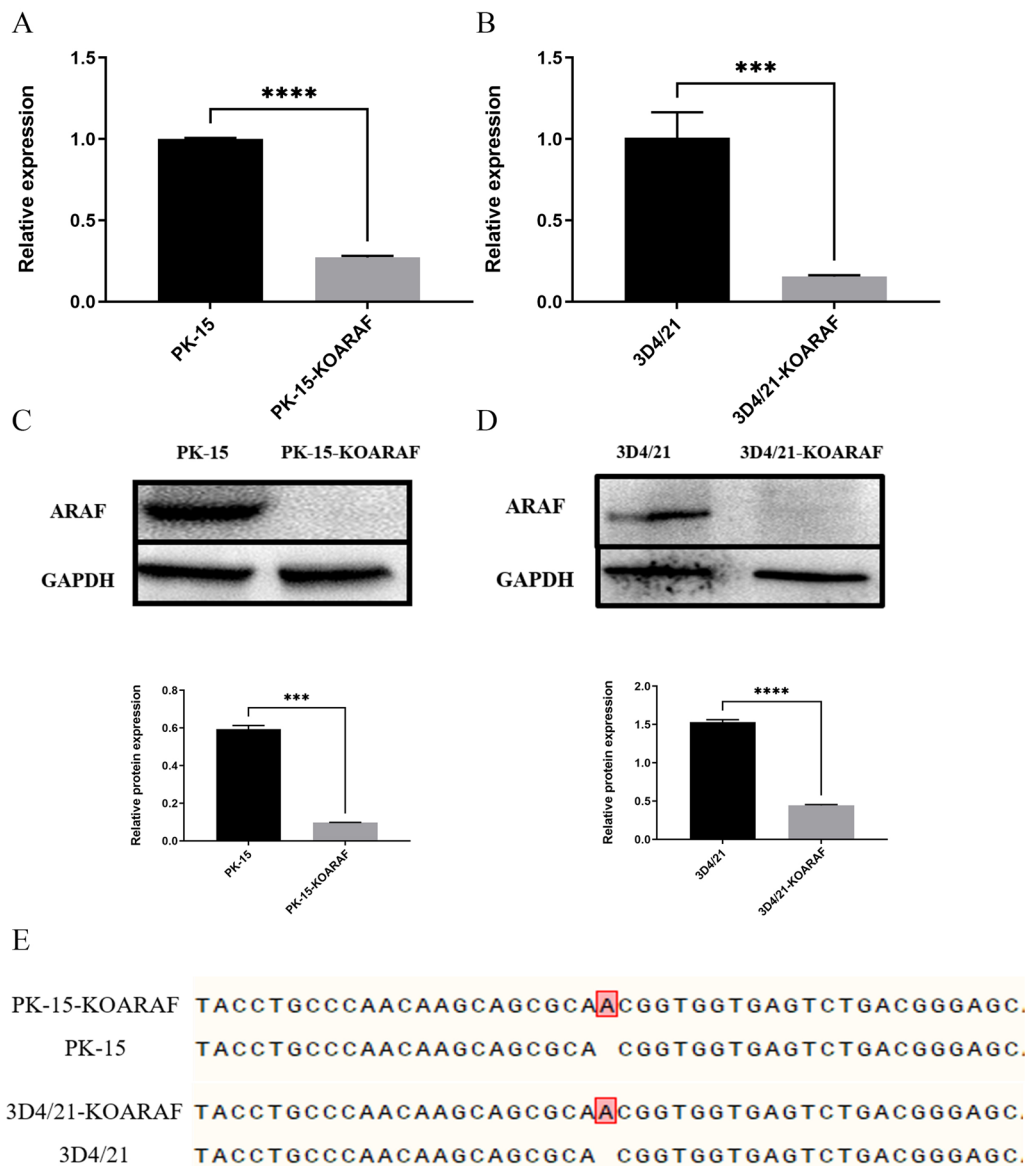 A
B
1.5
1.0
0.5
0.0
Relative expression
****
PK-15
PK-15-KOARAF
1.5
1.0
0.5
0.0
Relative expression
***
3D4/21
3D4/21-KOARAF
C
D
PK-15 PK-15-KOARAF
ARAF
GAPDH
3D4/21 3D4/21-KOARAF
ARAF
GAPDH
0.8
0.6
0.4
0.2
0.0
Relative protein expression
***
PK-15
PK-15-KOARAF
2.0
1.5
1.0
0.5
0.0
Relative protein expression
****
3D4/21
3D4/21-KOARAF
E
PK-15-KOARAF TACCTGCCCAACAAGCAGCGCAACGGTGGTGAGTCTGACGGGAGC.
PK-15 TACCTGCCCAACAAGCAGCGCA CGGTGGTGAGTCTGACGGGAGC.
3D4/21-KOARAF TACCTGCCCAACAAGCAGCGCAACGGTGGTGAGTCTGACGGGAGC.
3D4/21 TACCTGCCCAACAAGCAGCGCA CGGTGGTGAGTCTGACGGGAGC.